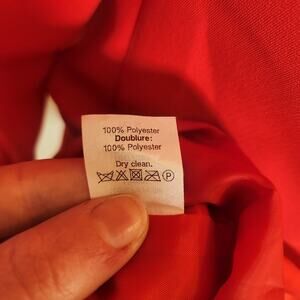 100% Polyester
Doublure:
100% Polyester
Dry clean.
P